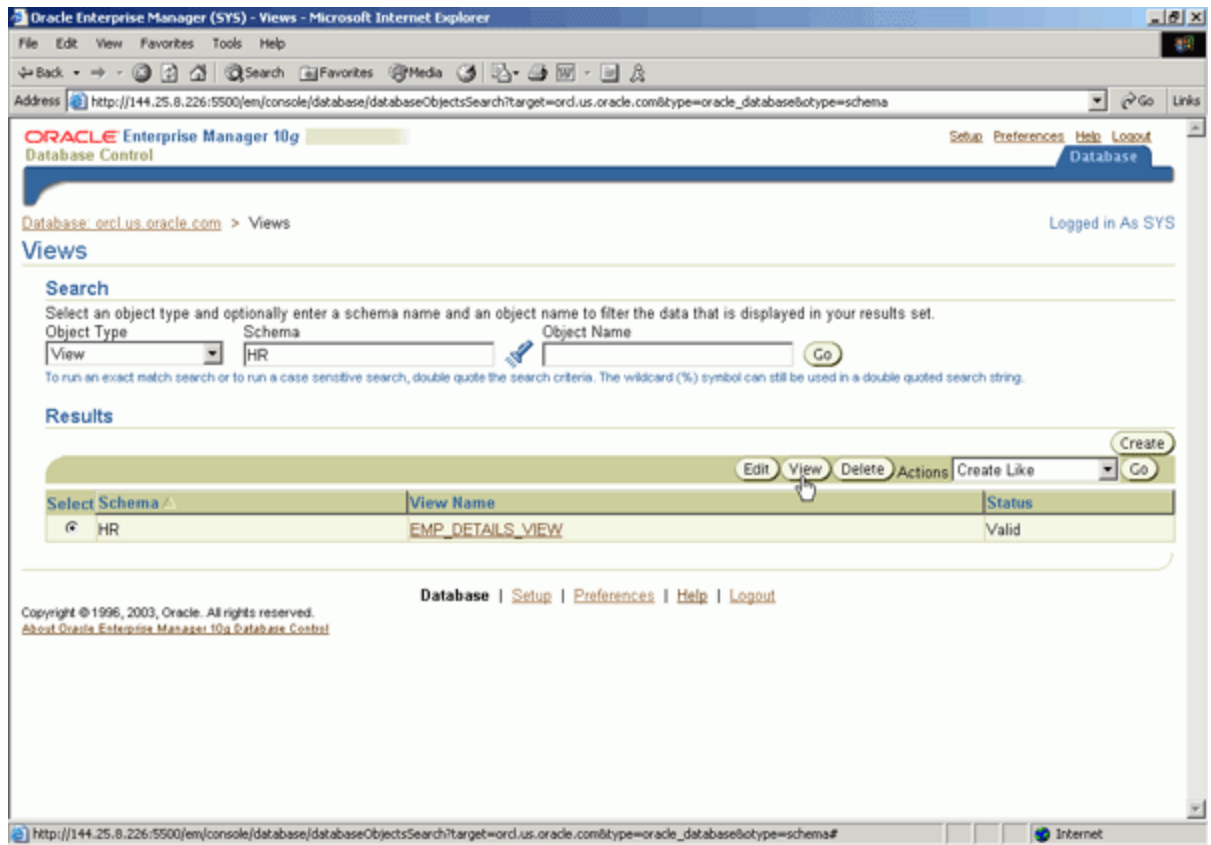 Oracle Enterprise Manager (SYS) - Views - Microsoft Internet Explorer
File Edit View Favorites Tools Help
Back Search Favorites Media
Address http://144.25.8.226:5500/em/console/database/databaseObjectsSearch?target=orcl.us.oracle.com&type=oracle_database&otype=schema Go Links
ORACLE Enterprise Manager 10g Setup Preferences Help Logout
Database Control Database
Database: orcl.us.oracle.com > Views Logged in As SYS
Views
Search
Select an object type and optionally enter a schema name and an object name to filter the data that is displayed in your results set.
Object Type Schema Object Name
View HR Go
To run an exact match search or to run a case sensitive search, double quote the search criteria. The wildcard (%) symbol can still be used in a double quoted search string.
Results
Create
Edit View Delete Actions Create Like Go
Select Schema View Name Status
HR EMP_DETAILS_VIEW Valid
Database | Setup | Preferences | Help | Logout
Copyright © 1996, 2003, Oracle. All rights reserved.
About Oracle Enterprise Manager 10g Database Control
http://144.25.8.226:5500/em/console/database/databaseObjectsSearch?target=orcl.us.oracle.com&type=oracle_database&otype=schema# Internet